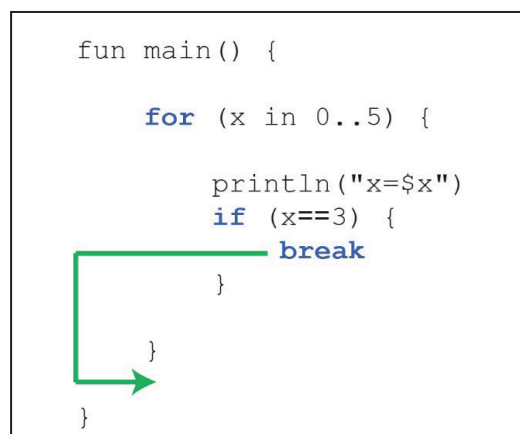 fun main() {
for (x in 0..5) {
println("x=$x")
if (x==3) {
break
}
}
}